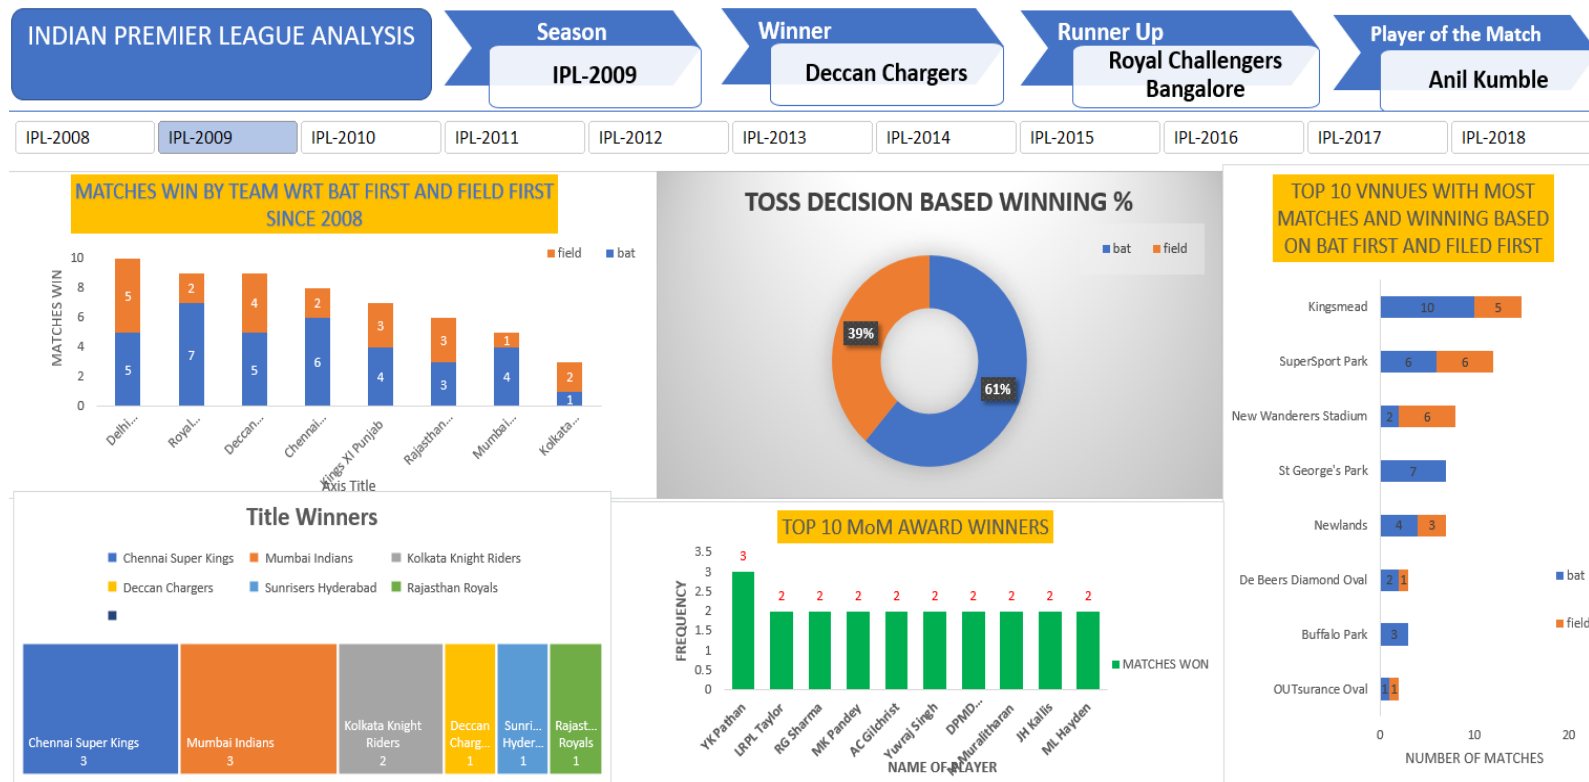 INDIAN PREMIER LEAGUE ANALYSIS
Season
IPL-2009
Winner
Deccan Chargers
Runner Up
Royal Challengers
Bangalore
Player of the Match
Anil Kumble
IPL-2008
IPL-2009
IPL-2010
IPL-2011
IPL-2012
IPL-2013
IPL-2014
IPL-2015
IPL-2016
IPL-2017
IPL-2018
MATCHES WIN BY TEAM WRT BAT FIRST AND FIELD FIRST
SINCE 2008
field bat
MATCHES WIN
10
8
6
4
2
0
5 2 4 2 3 3 1 2
5 7 5 6 4 3 4 1
Delhi...
Royal...
Deccan...
Chennai...
Kings XI Punjab
Rajasthan...
Mumbai...
Kolkata...
Axis Title
TOSS DECISION BASED WINNING %
bat field
39%
61%
TOP 10 VNNUES WITH MOST
MATCHES AND WINNING BASED
ON BAT FIRST AND FILED FIRST
Kingsmead 10 5
SuperSport Park 6 6
New Wanderers Stadium 2 6
St George's Park 7
Newlands 4 3
De Beers Diamond Oval 2 1
Buffalo Park 3
OUTsurance Oval 1 1
bat
field
0 10 20
NUMBER OF MATCHES
Title Winners
Chennai Super Kings Mumbai Indians Kolkata Knight Riders
Deccan Chargers Sunrisers Hyderabad Rajasthan Royals
Chennai Super Kings
3
Mumbai Indians
3
Kolkata Knight
Riders
2
Deccan
Charg...
1
Sunri...
Hyder...
1
Rajast...
Royals
1
TOP 10 MoM AWARD WINNERS
FREQUENCY
3.5
3
2.5
2
1.5
1
0.5
0
3 2 2 2 2 2 2 2 2 2
MATCHES WON
YK Pathan
LRPL Taylor
RG Sharma
MK Pandey
AC Gilchrist
Yuvraj Singh
DPMD...
M Muralitharan
JH Kallis
ML Hayden
NAME OF PLAYER